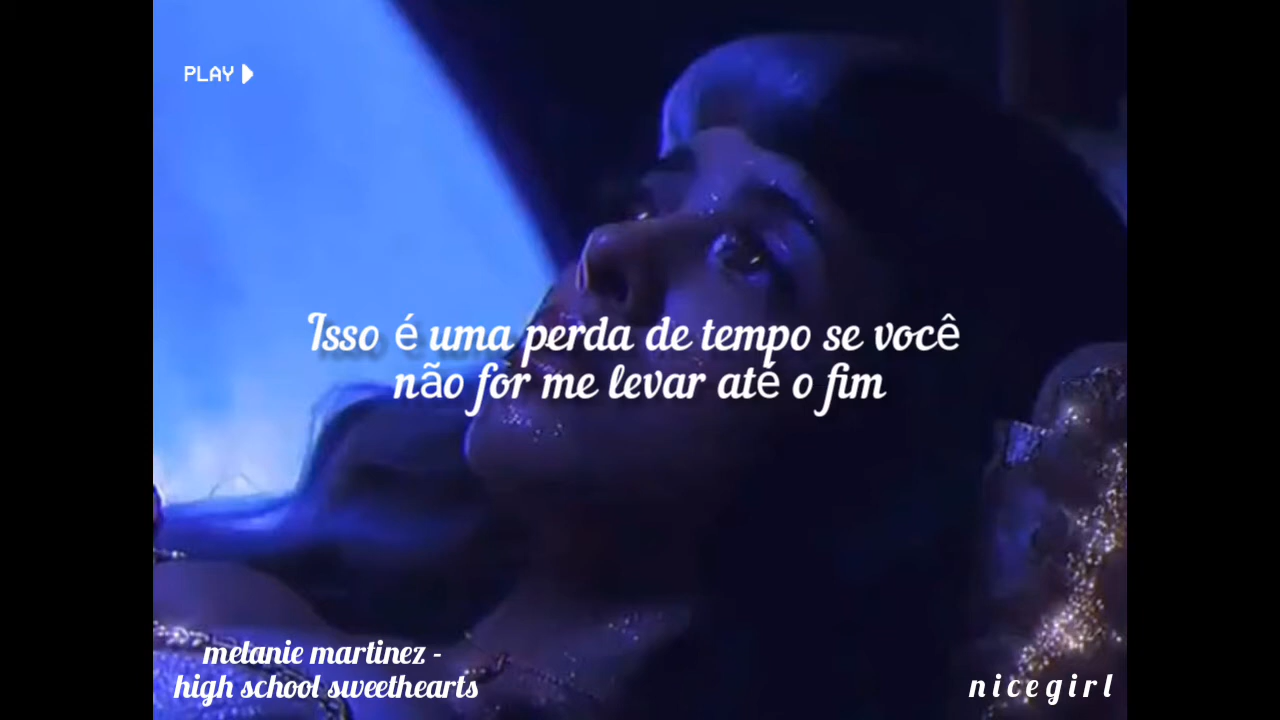 PLAY
Isso é uma perda de tempo se você
não for me levar até o fim
melanie martinez -
high school sweethearts
nicegirl